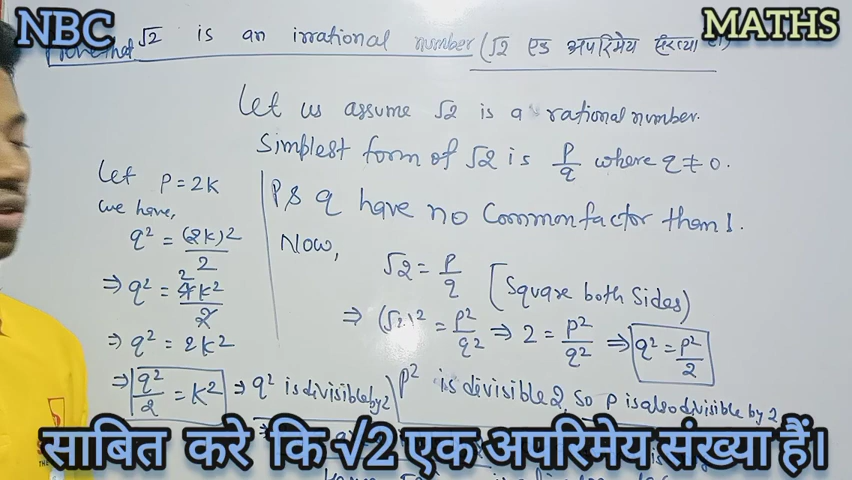 NBC
MATHS
√2 is an irrational number (√2 एक अपरिमेय संख्या है)
Let us assume √2 is a rational number.
Simplest form of √2 is p/q where q ≠ 0.
P & q have no Common factor them 1.
Now,
√2 = p/q [Square both Sides)
⇒ (√2)² = p²/q² ⇒ 2 = p²/q² ⇒ q² = p²/2
p² is divisible 2, so p is also divisible by 2
Let P = 2K
we have,
q² = (2k)²/2
⇒ q² = 4k²/2
⇒ q² = 2K²
⇒ q²/2 = K² ⇒ q² is divisible by 2
साबित करे कि √2 एक अपरिमेय संख्या हैं।